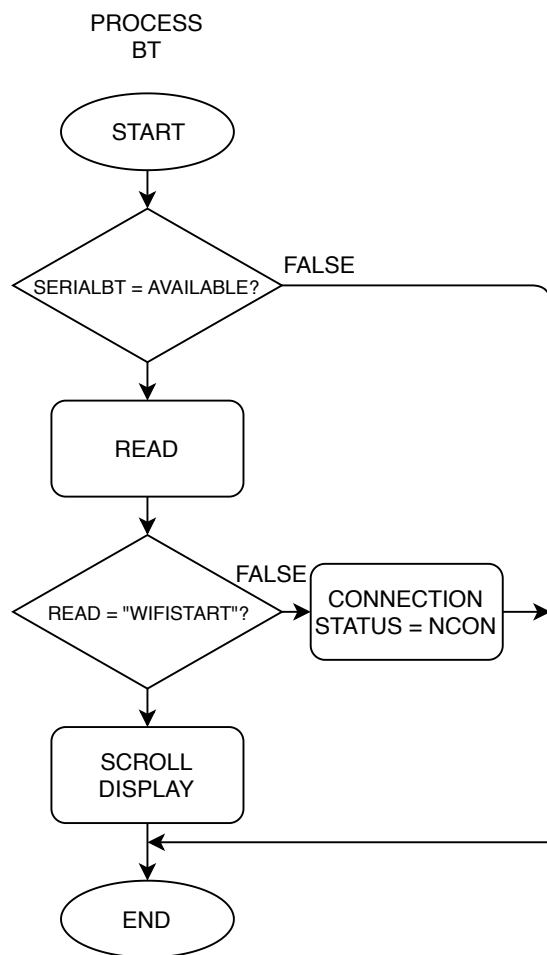 PROCESS
BT
START
SERIALBT = AVAILABLE?
FALSE
READ
READ = "WIFISTART"?
FALSE
CONNECTION
STATUS = NCON
SCROLL
DISPLAY
END